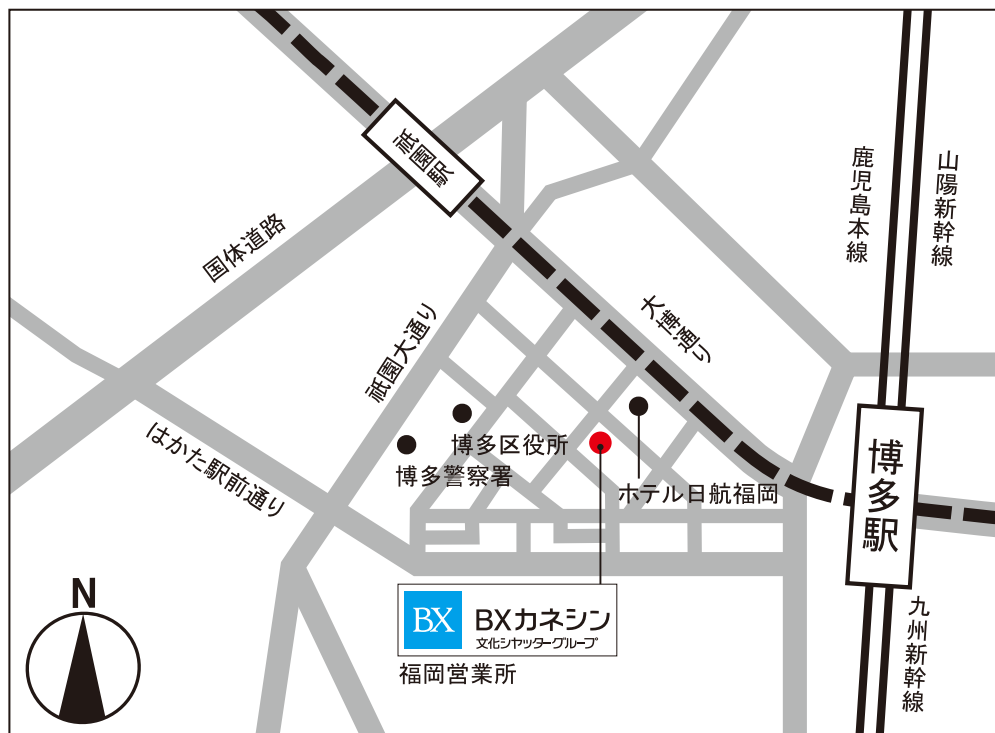 祇園駅
国体道路
鹿児島本線
山陽新幹線
大博通り
祇園大通り
はかた駅前通り
博多区役所
博多警察署
ホテル日航福岡
博多駅
N
BX
BXカネシン
文化シヤッターグループ
福岡営業所
九州新幹線